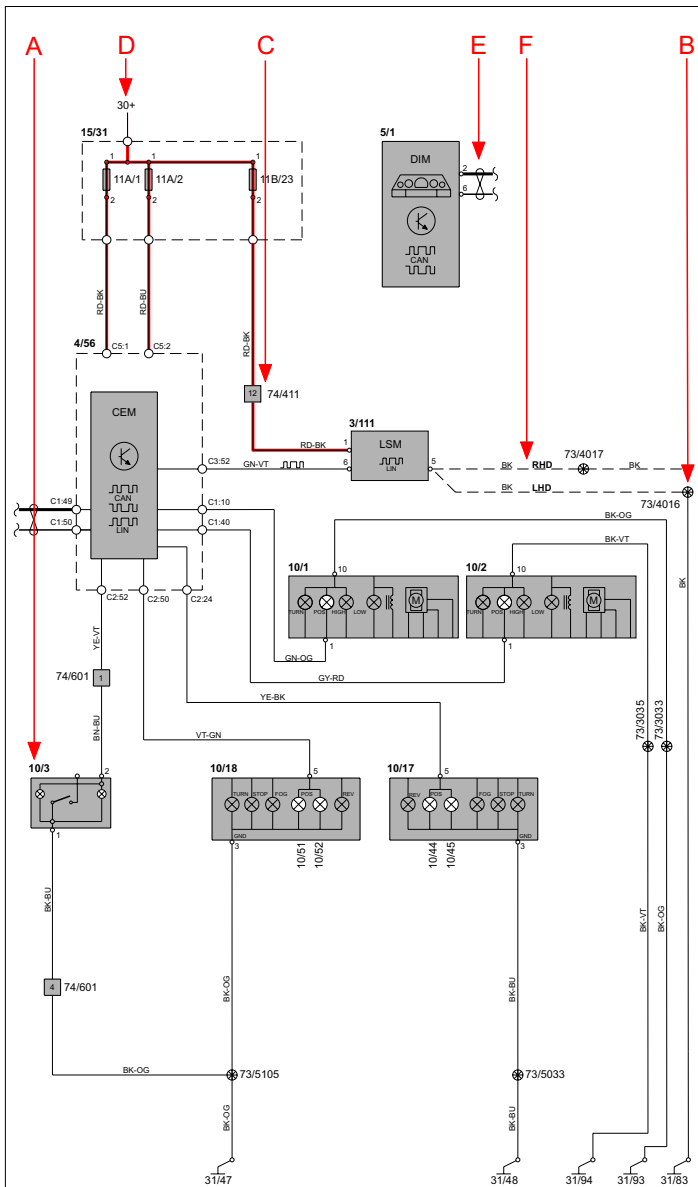 A D C E F B
30+
15/31 5/1
1 1 1
11A/1 11A/2 11B/23
2 2 2
DIM
2
6
CAN
RD-BK RD-BU RD-BK
4/56
C5:1 C5:2
12 74/411
CEM
3/111
RD-BK 1 LSM
C3:52 GN-VT 6 LIN 5
BK RHD 73/4017 BK
BK LHD 73/4016
C1:49 CAN C1:10
C1:50 LIN C1:40
BK-OG
BK-VT
C2:52 C2:50 C2:24
10/1 10 10/2 10
TURN POS HIGH LOW M
TURN POS HIGH LOW M
1 1
BK
YE-VT
GN-OG
GY-RD
74/601 1
YE-BK
BN-BU
VT-GN
73/3035 73/3033
10/3 2
10/18 5
10/17 5
TURN STOP FOG POS REV
REV POS FOG STOP TURN
GND GND
1 3 3
10/51 10/52 10/44 10/45
BK-BU
BK-VT BK-OG
4 74/601
BK-OG BK-BU
BK-OG 73/5105 73/5033
BK-OG BK-BU
31/47 31/48 31/94 31/93 31/83